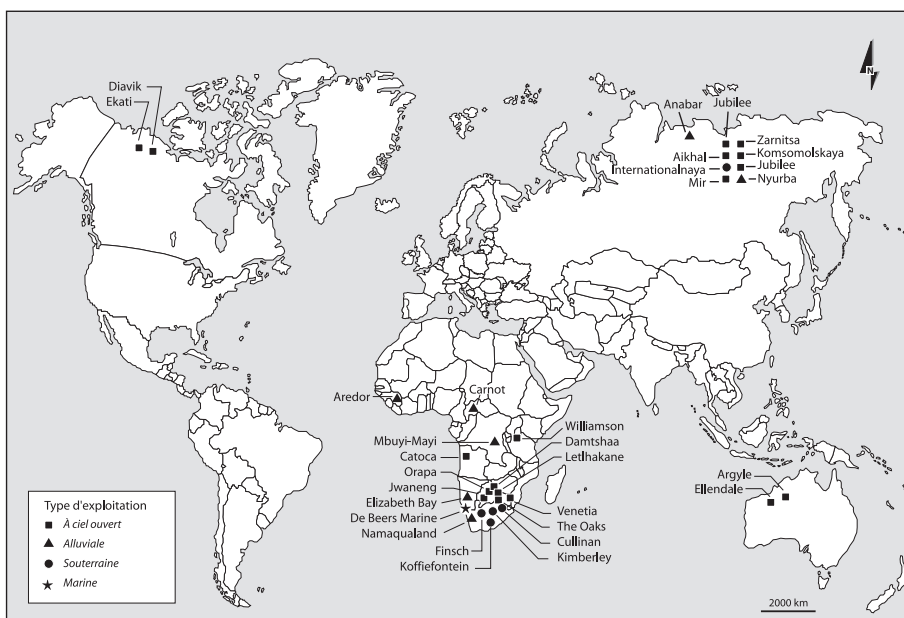 Diavik
Ekati
N
Anabar
Jubilee
Zarnitsa
Aikhal
Komsomolskaya
Internationalnaya
Jubilee
Mir
Nyurba
Aredor
Carnot
Mbuyi-Mayi
Catoca
Orapa
Jwaneng
Elizabeth Bay
De Beers Marine
Namaqualand
Finsch
Koffiefontein
Williamson
Damtshaa
Letlhakane
Venetia
The Oaks
Cullinan
Kimberley
Argyle
Ellendale
Type d'exploitation
À ciel ouvert
Alluviale
Souterraine
Marine
2000 km